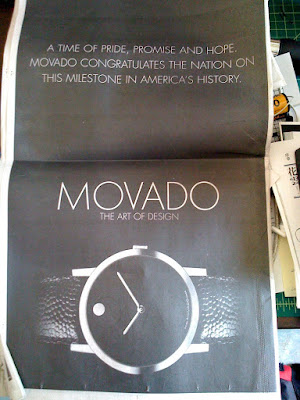 A TIME OF PRIDE, PROMISE AND HOPE.
MOVADO CONGRATULATES THE NATION ON
THIS MILESTONE IN AMERICA'S HISTORY.
MOVADO
THE ART OF DESIGN